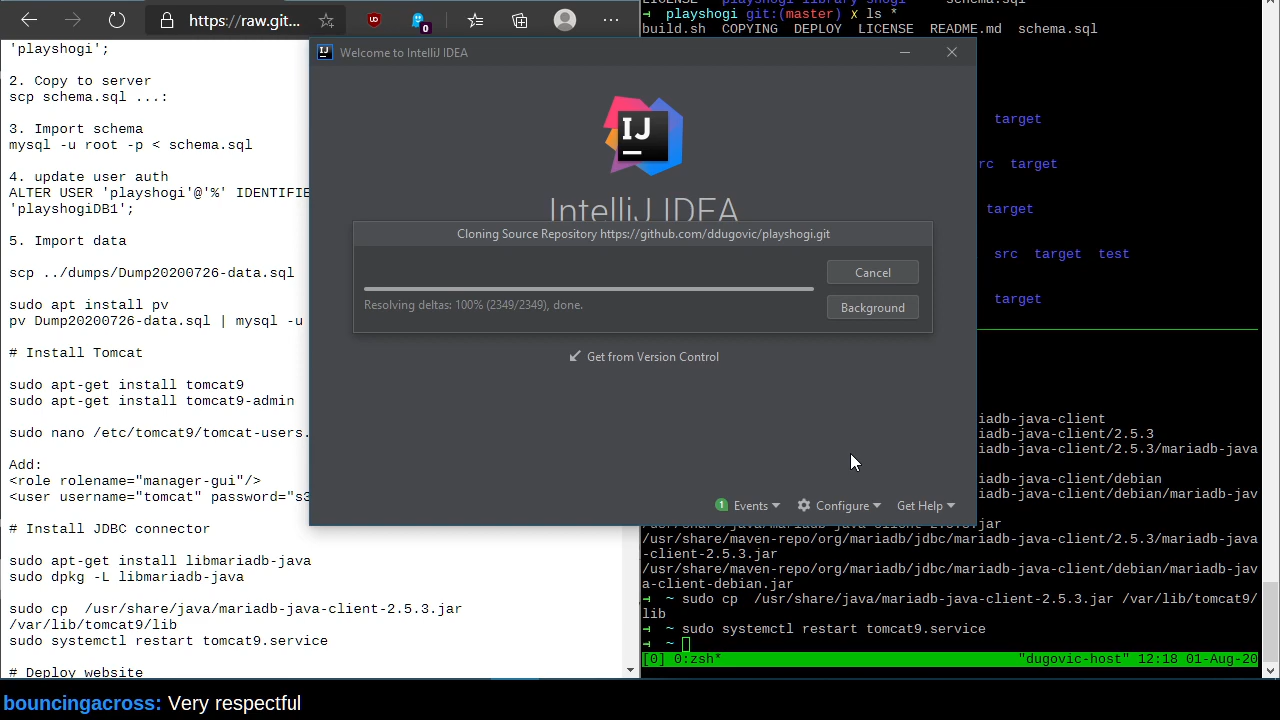 https://raw.git...
0
'playshogi';
2. Copy to server
scp schema.sql ...:
3. Import schema
mysql -u root -p < schema.sql
4. update user auth
ALTER USER 'playshogi'@'%' IDENTIFIE
'playshogiDB1';
5. Import data
scp ../dumps/Dump20200726-data.sql
sudo apt install pv
pv Dump20200726-data.sql | mysql -u
# Install Tomcat
sudo apt-get install tomcat9
sudo apt-get install tomcat9-admin
sudo nano /etc/tomcat9/tomcat-users.
Add:
<role rolename="manager-gui"/>
<user username="tomcat" password="s3
# Install JDBC connector
sudo apt-get install libmariadb-java
sudo dpkg -L libmariadb-java
sudo cp /usr/share/java/mariadb-java-client-2.5.3.jar
/var/lib/tomcat9/lib
sudo systemctl restart tomcat9.service
# Deploy website
Welcome to IntelliJ IDEA
IJ
IntelliJ IDEA
Cloning Source Repository https://github.com/ddugovic/playshogi.git
Cancel
Resolving deltas: 100% (2349/2349), done.
Background
Get from Version Control
1 Events
Configure
Get Help
LICENSE playshogi-library-shogi schema.sql
→ playshogi git:(master) x ls *
build.sh COPYING DEPLOY LICENSE README.md schema.sql
target
rc target
target
src target test
target
iadb-java-client
iadb-java-client/2.5.3
iadb-java-client/2.5.3/mariadb-java
iadb-java-client/debian
iadb-java-client/debian/mariadb-jav
/usr/share/maven-repo/org/mariadb/jdbc/mariadb-java-client/2.5.3/mariadb-java
-client-2.5.3.jar
/usr/share/maven-repo/org/mariadb/jdbc/mariadb-java-client/debian/mariadb-jav
a-client-debian.jar
→ ~ sudo cp /usr/share/java/mariadb-java-client-2.5.3.jar /var/lib/tomcat9/
lib
→ ~ sudo systemctl restart tomcat9.service
→ ~
[0] 0:zsh* "dugovic-host" 12:18 01-Aug-20
bouncingacross: Very respectful